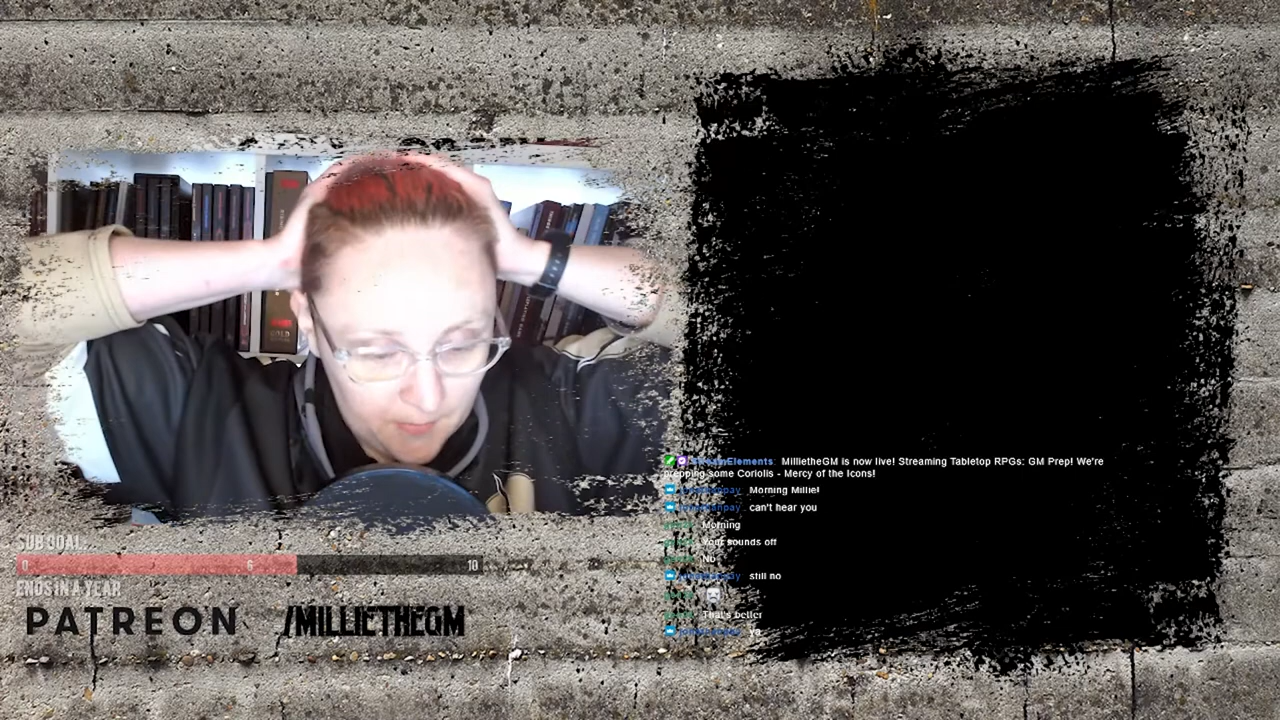 StreamElements: MillietheGM is now live! Streaming Tabletop RPGs: GM Prep! We're
prepping some Coriolis - Mercy of the Icons!
Morning Millie!
can't hear you
Morning
Your sounds off
No
still no
That's better
SUB GOAL:
0 6 10
ENDS IN A YEAR
PATREON /MILLIETHEGM